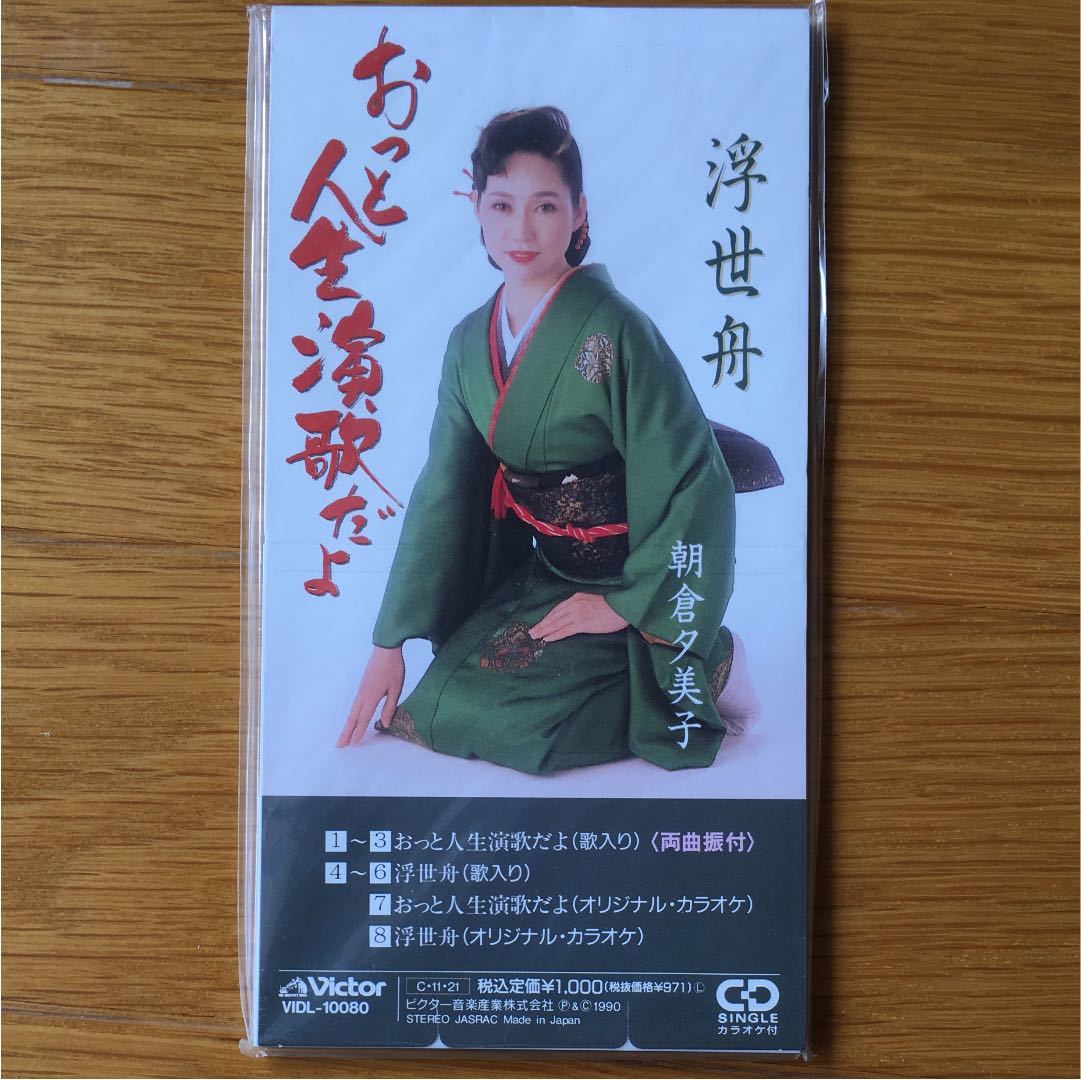 おっと
人生演歌だよ
浮世舟
朝倉夕美子
1～3おっと人生演歌だよ(歌入り)〈両曲振付〉
4～6浮世舟(歌入り)
7おっと人生演歌だよ(オリジナル・カラオケ)
8浮世舟(オリジナル・カラオケ)
Victor
VIDL-10080
C・11・21 税込定価¥1,000(税抜価格¥971)Ⓛ
ビクター音楽産業株式会社 Ⓟ&Ⓒ1990
STEREO JASRAC Made in Japan
CD
SINGLE
カラオケ付